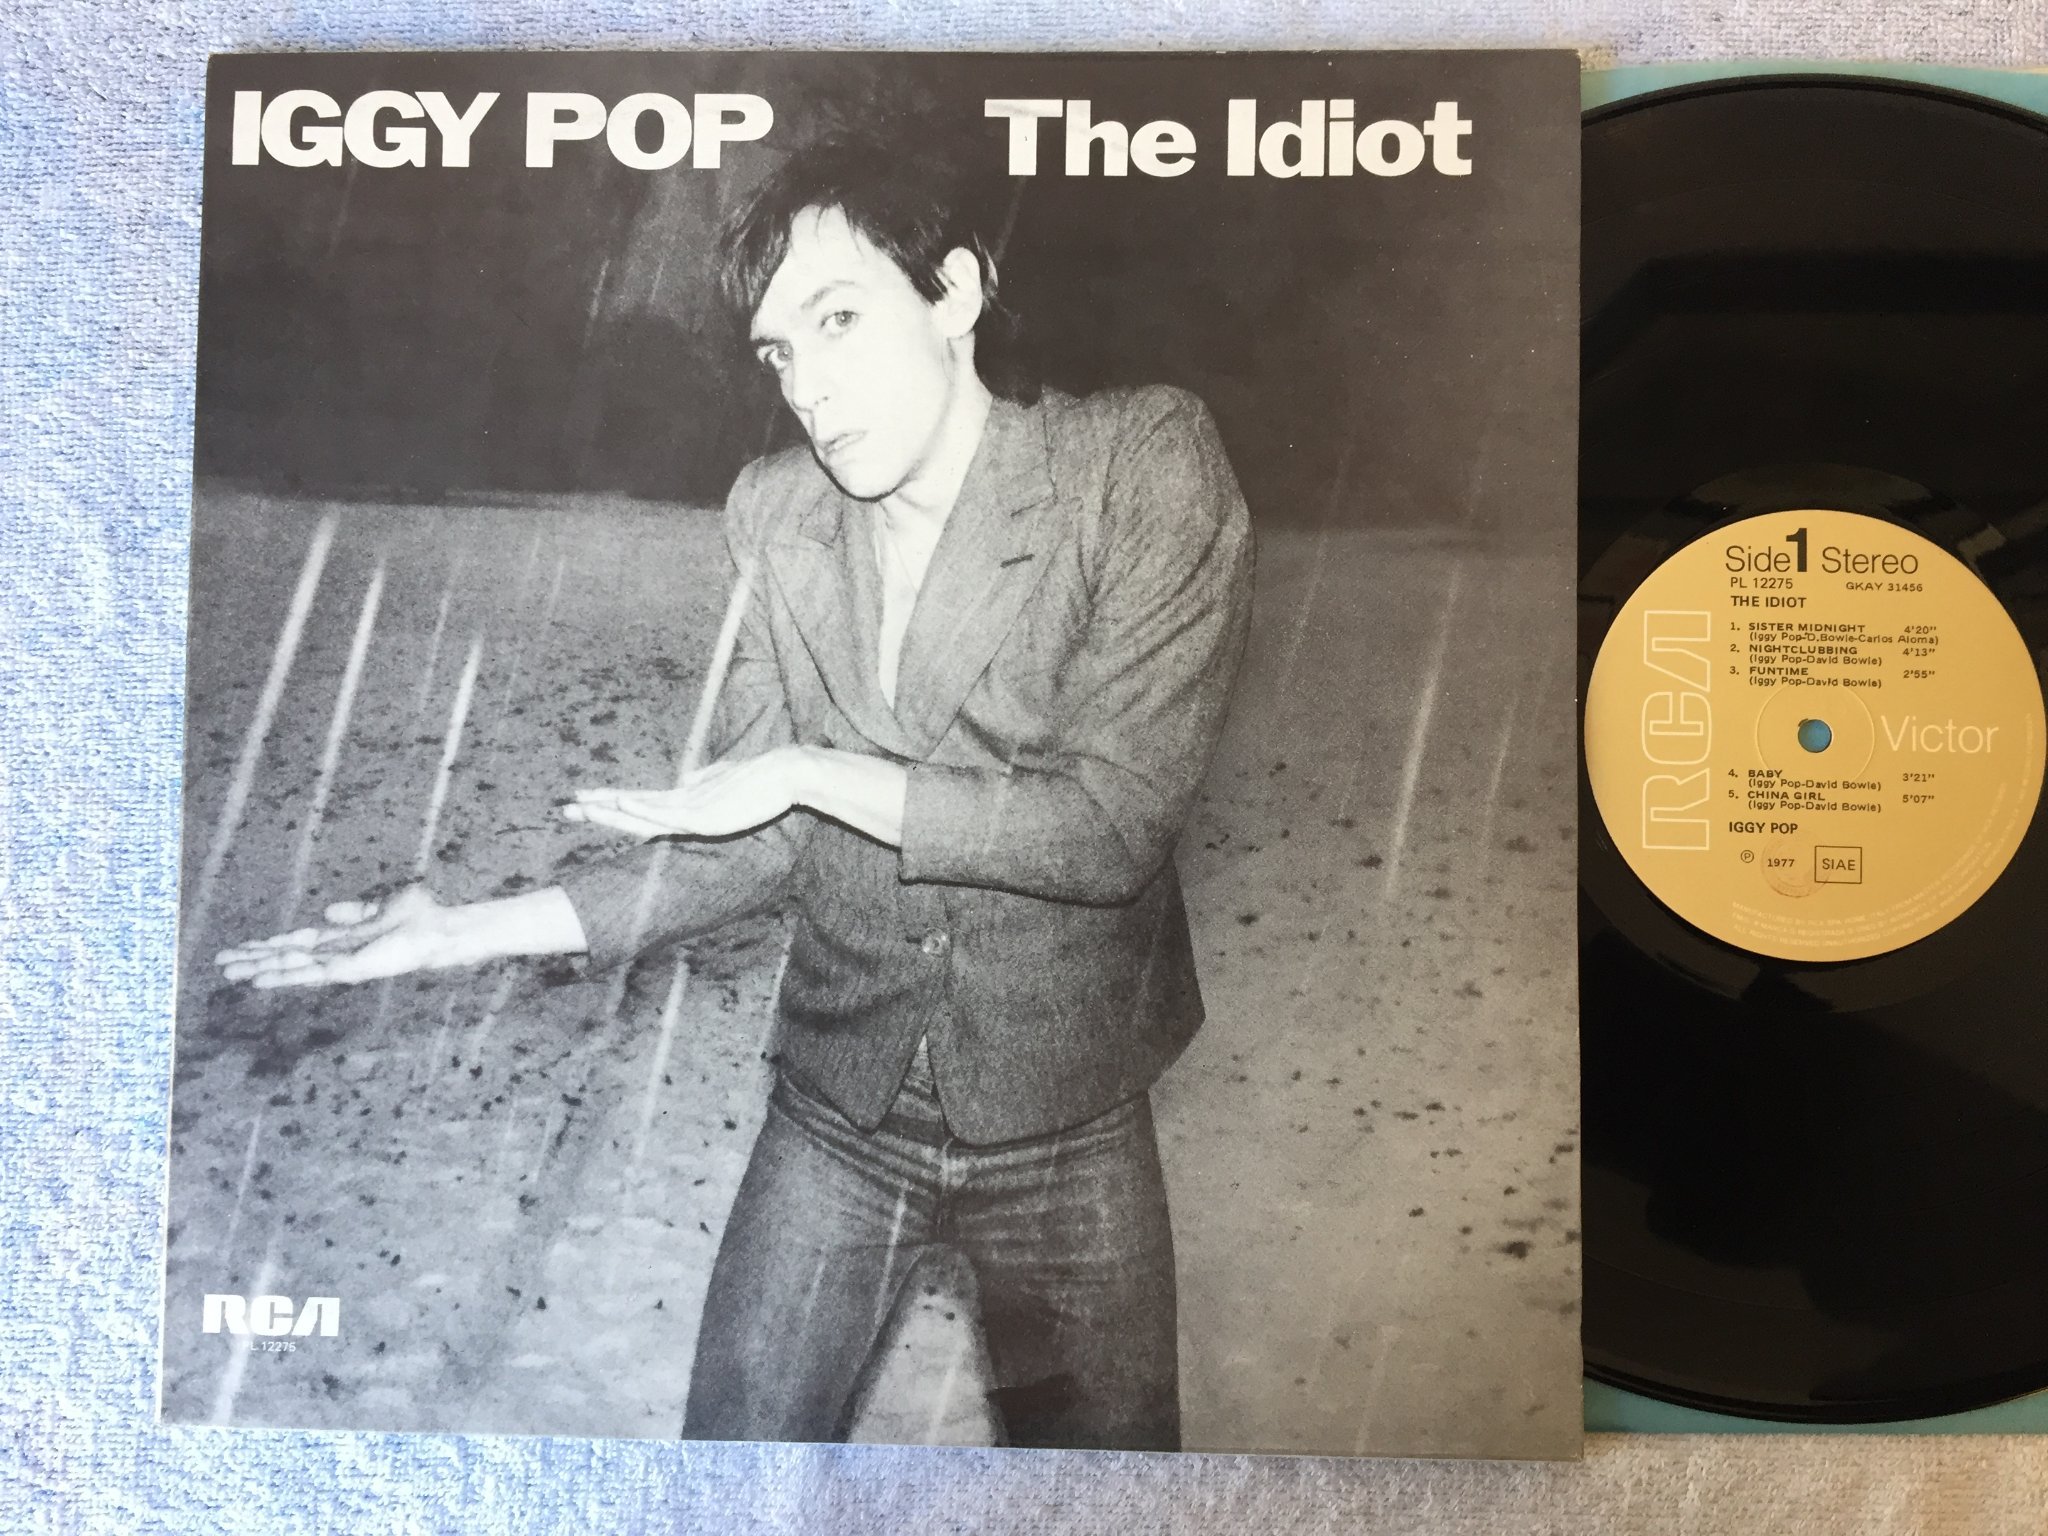 IGGY POP The Idiot
RCA
PL 12275
Side 1 Stereo
PL 12275 GKAY 31456
THE IDIOT
1. SISTER MIDNIGHT 4'20"
(Iggy Pop-D.Bowie-Carlos Aloma)
2. NIGHTCLUBBING 4'13"
(Iggy Pop-David Bowie)
3. FUNTIME 2'55"
(Iggy Pop-David Bowie)
RCA Victor
4. BABY 3'21"
(Iggy Pop-David Bowie)
5. CHINA GIRL 5'07"
(Iggy Pop-David Bowie)
IGGY POP
℗ 1977 SIAE